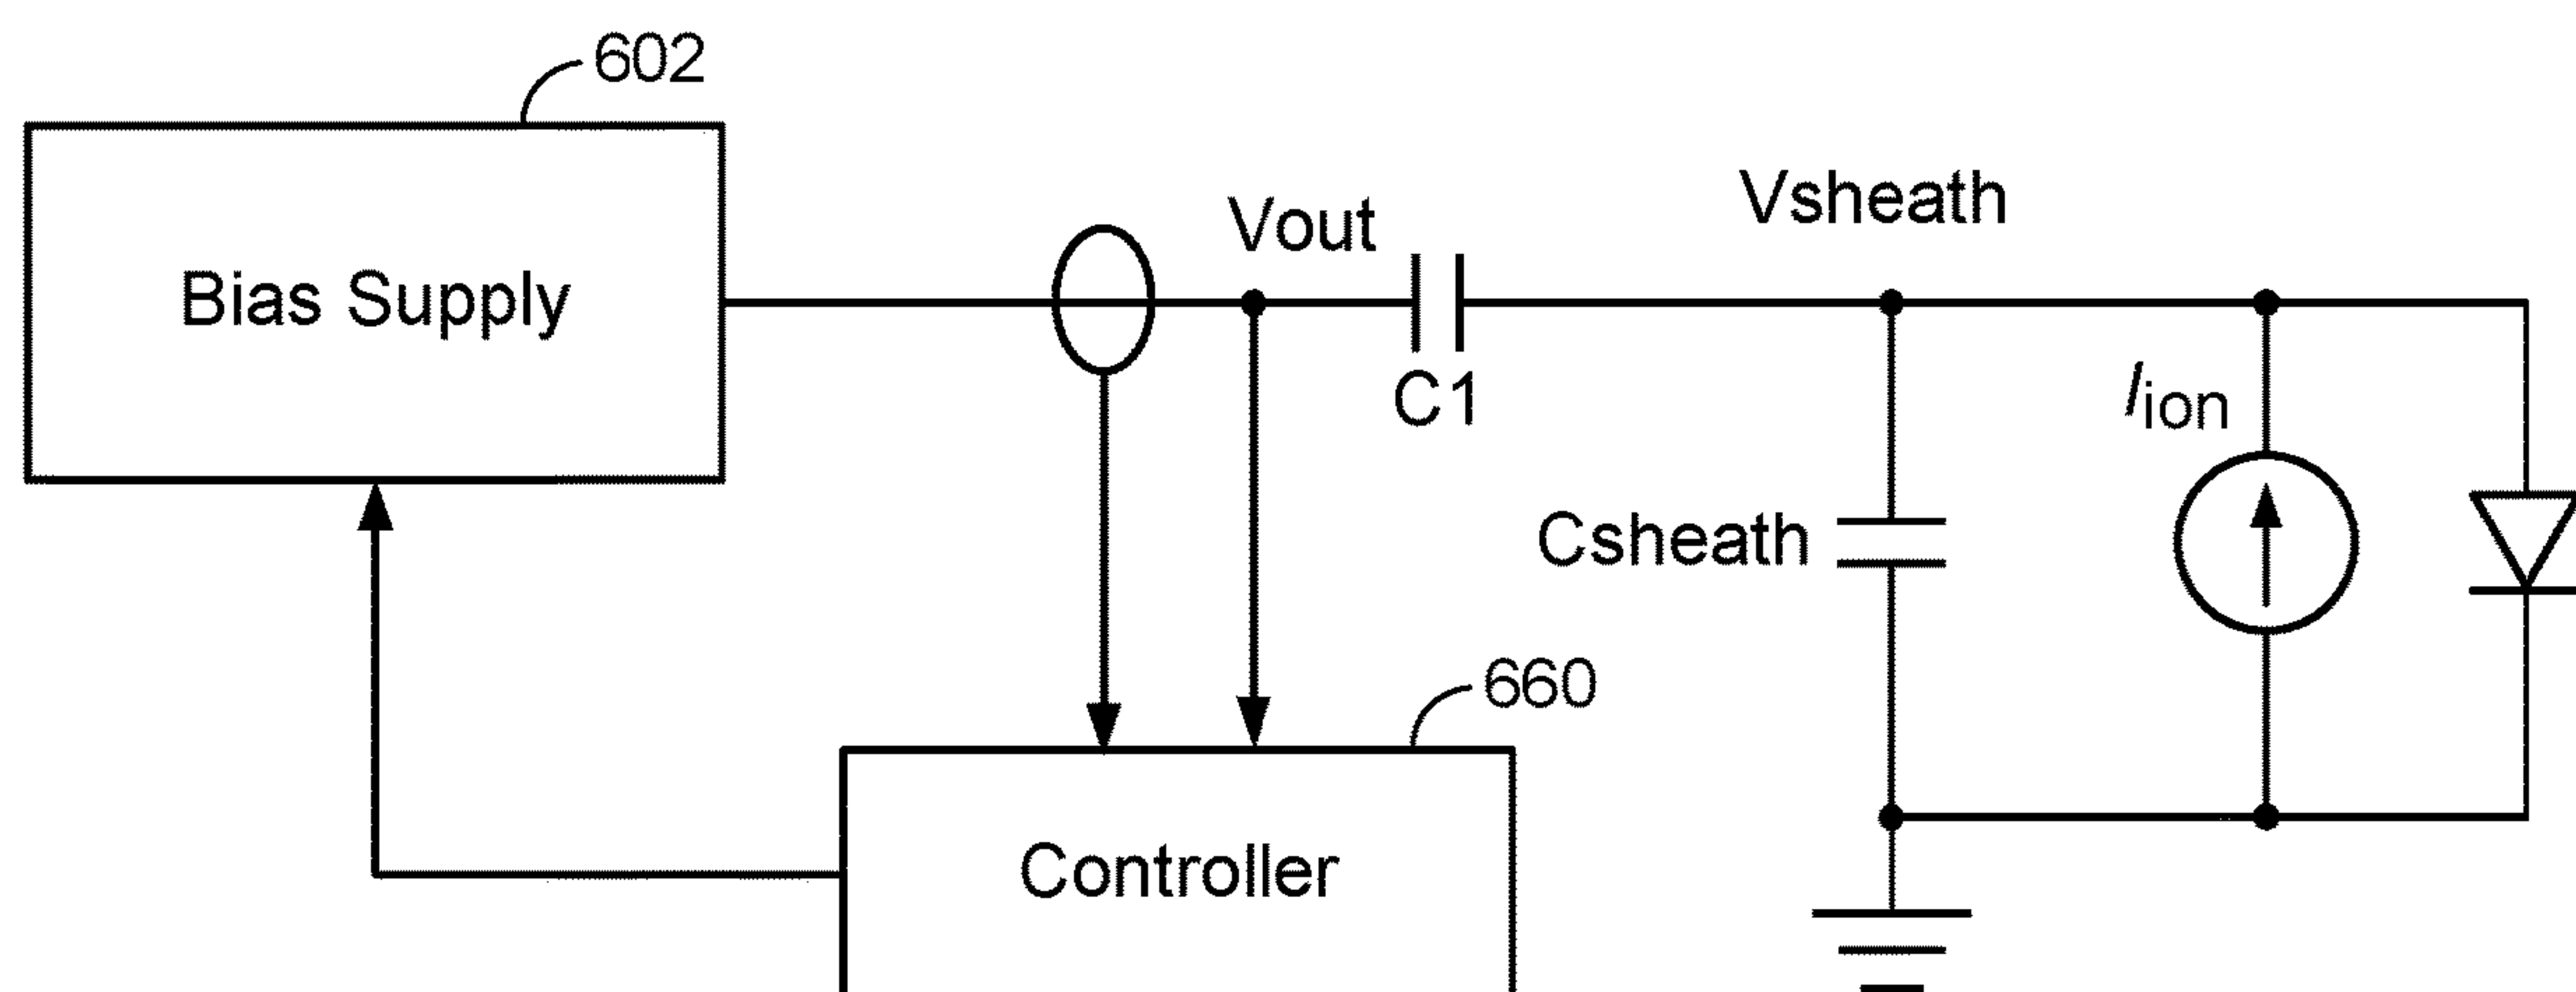 602
Bias Supply
Vout
Vsheath
C1
Iion
Csheath
660
Controller